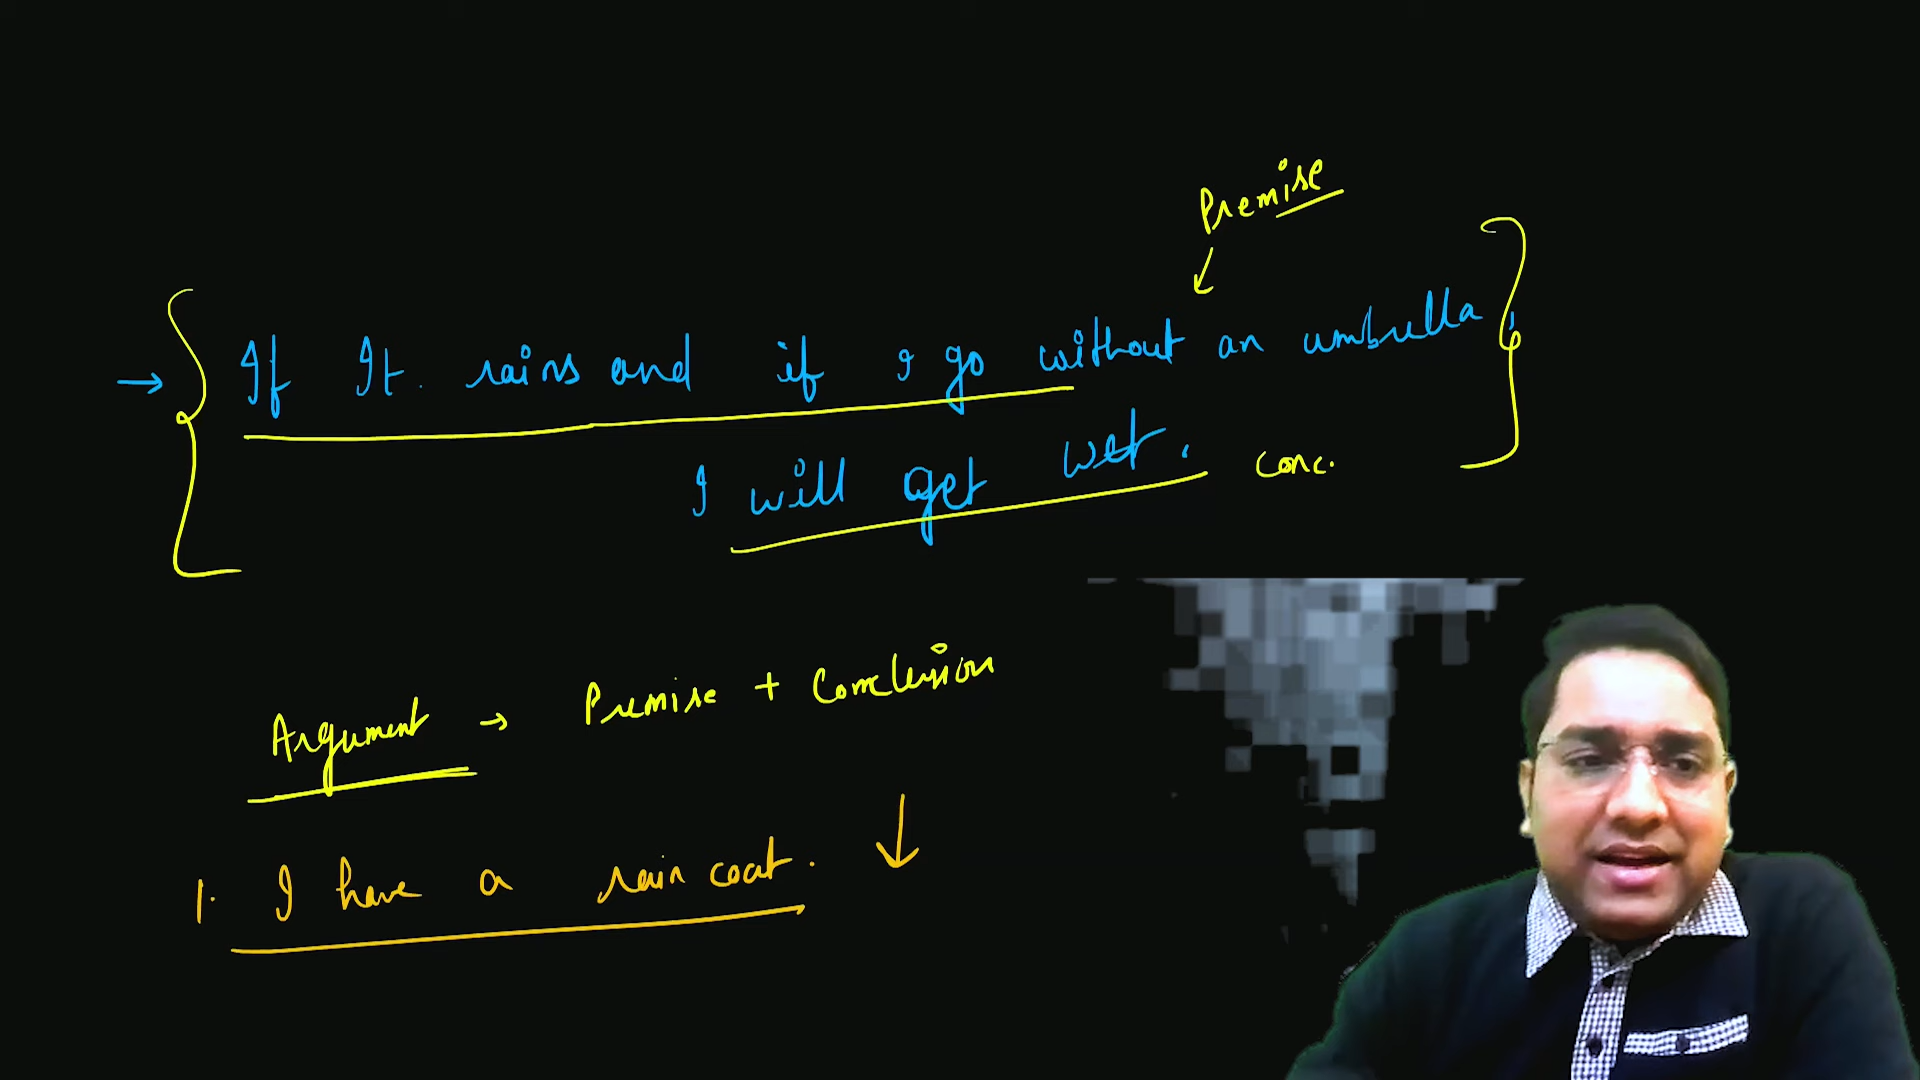 Premise
↓
→ If It. rains and if I go without an umbrella,
I will get wet. conc.
Argument → Premise + Conclusion
↓
1. I have a rain coat.